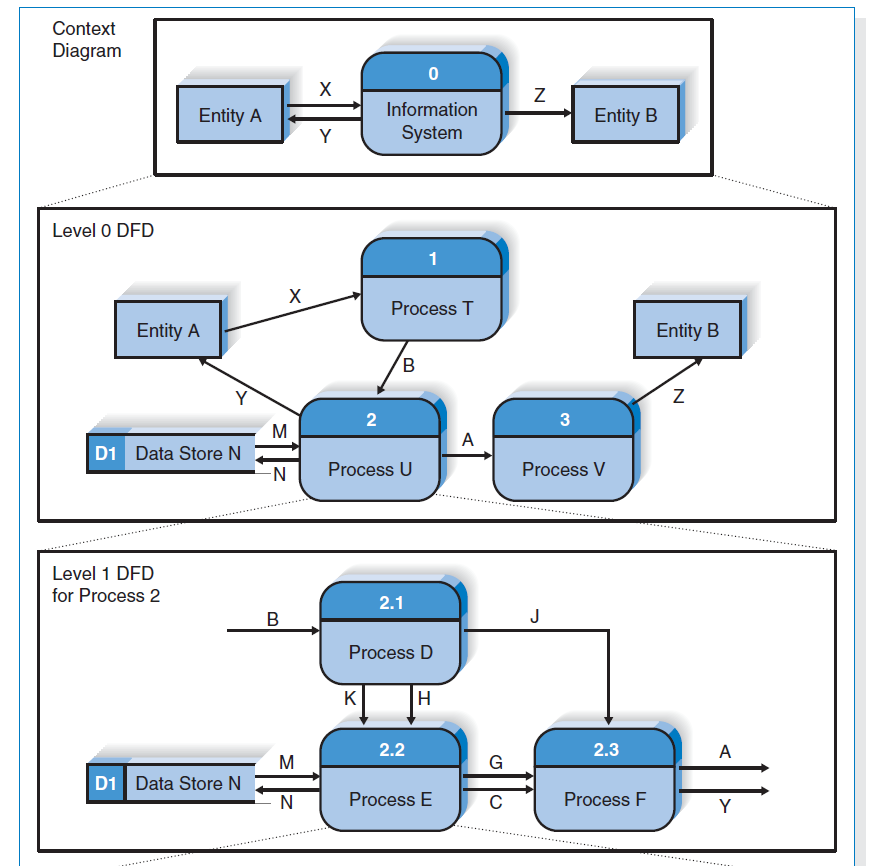 Context
Diagram
0
X
Z
Entity A
Information
System
Entity B
Y
Level 0 DFD
1
X
Process T
Entity A
Entity B
B
Y
Z
2
3
M
A
D1 Data Store N
Process U
Process V
N
Level 1 DFD
for Process 2
2.1
B
J
Process D
K
H
2.2
2.3
M
G
A
D1 Data Store N
Process E
Process F
N
C
Y